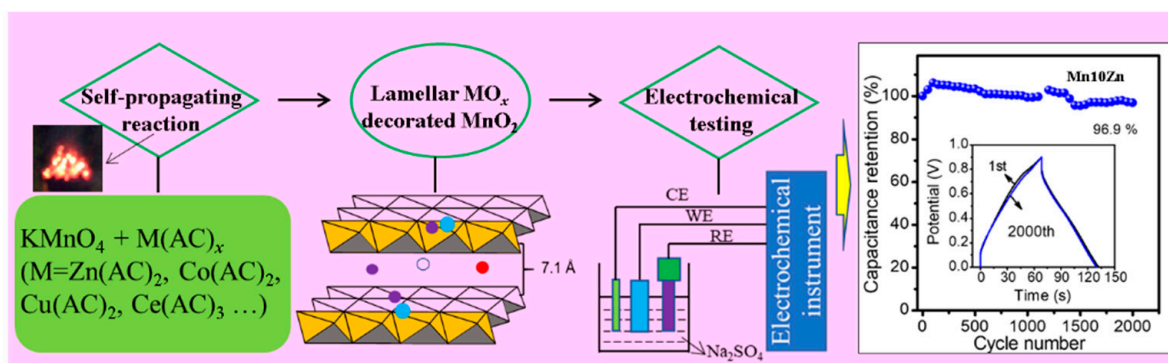 Self-propagating
reaction
Lamellar MOx
decorated MnO2
Electrochemical
testing
KMnO4 + M(AC)x
(M=Zn(AC)2, Co(AC)2,
Cu(AC)2, Ce(AC)3 …)
7.1 Å
CE
WE
RE
Na2SO4
Electrochemical
instrument
Capacitance retention (%)
100
80
60
40
20
0
Mn10Zn
96.9 %
Potential (V)
1.0
0.8
0.6
0.4
0.2
0.0
1st
2000th
0 30 60 90 120 150
Time (s)
0 500 1000 1500 2000
Cycle number